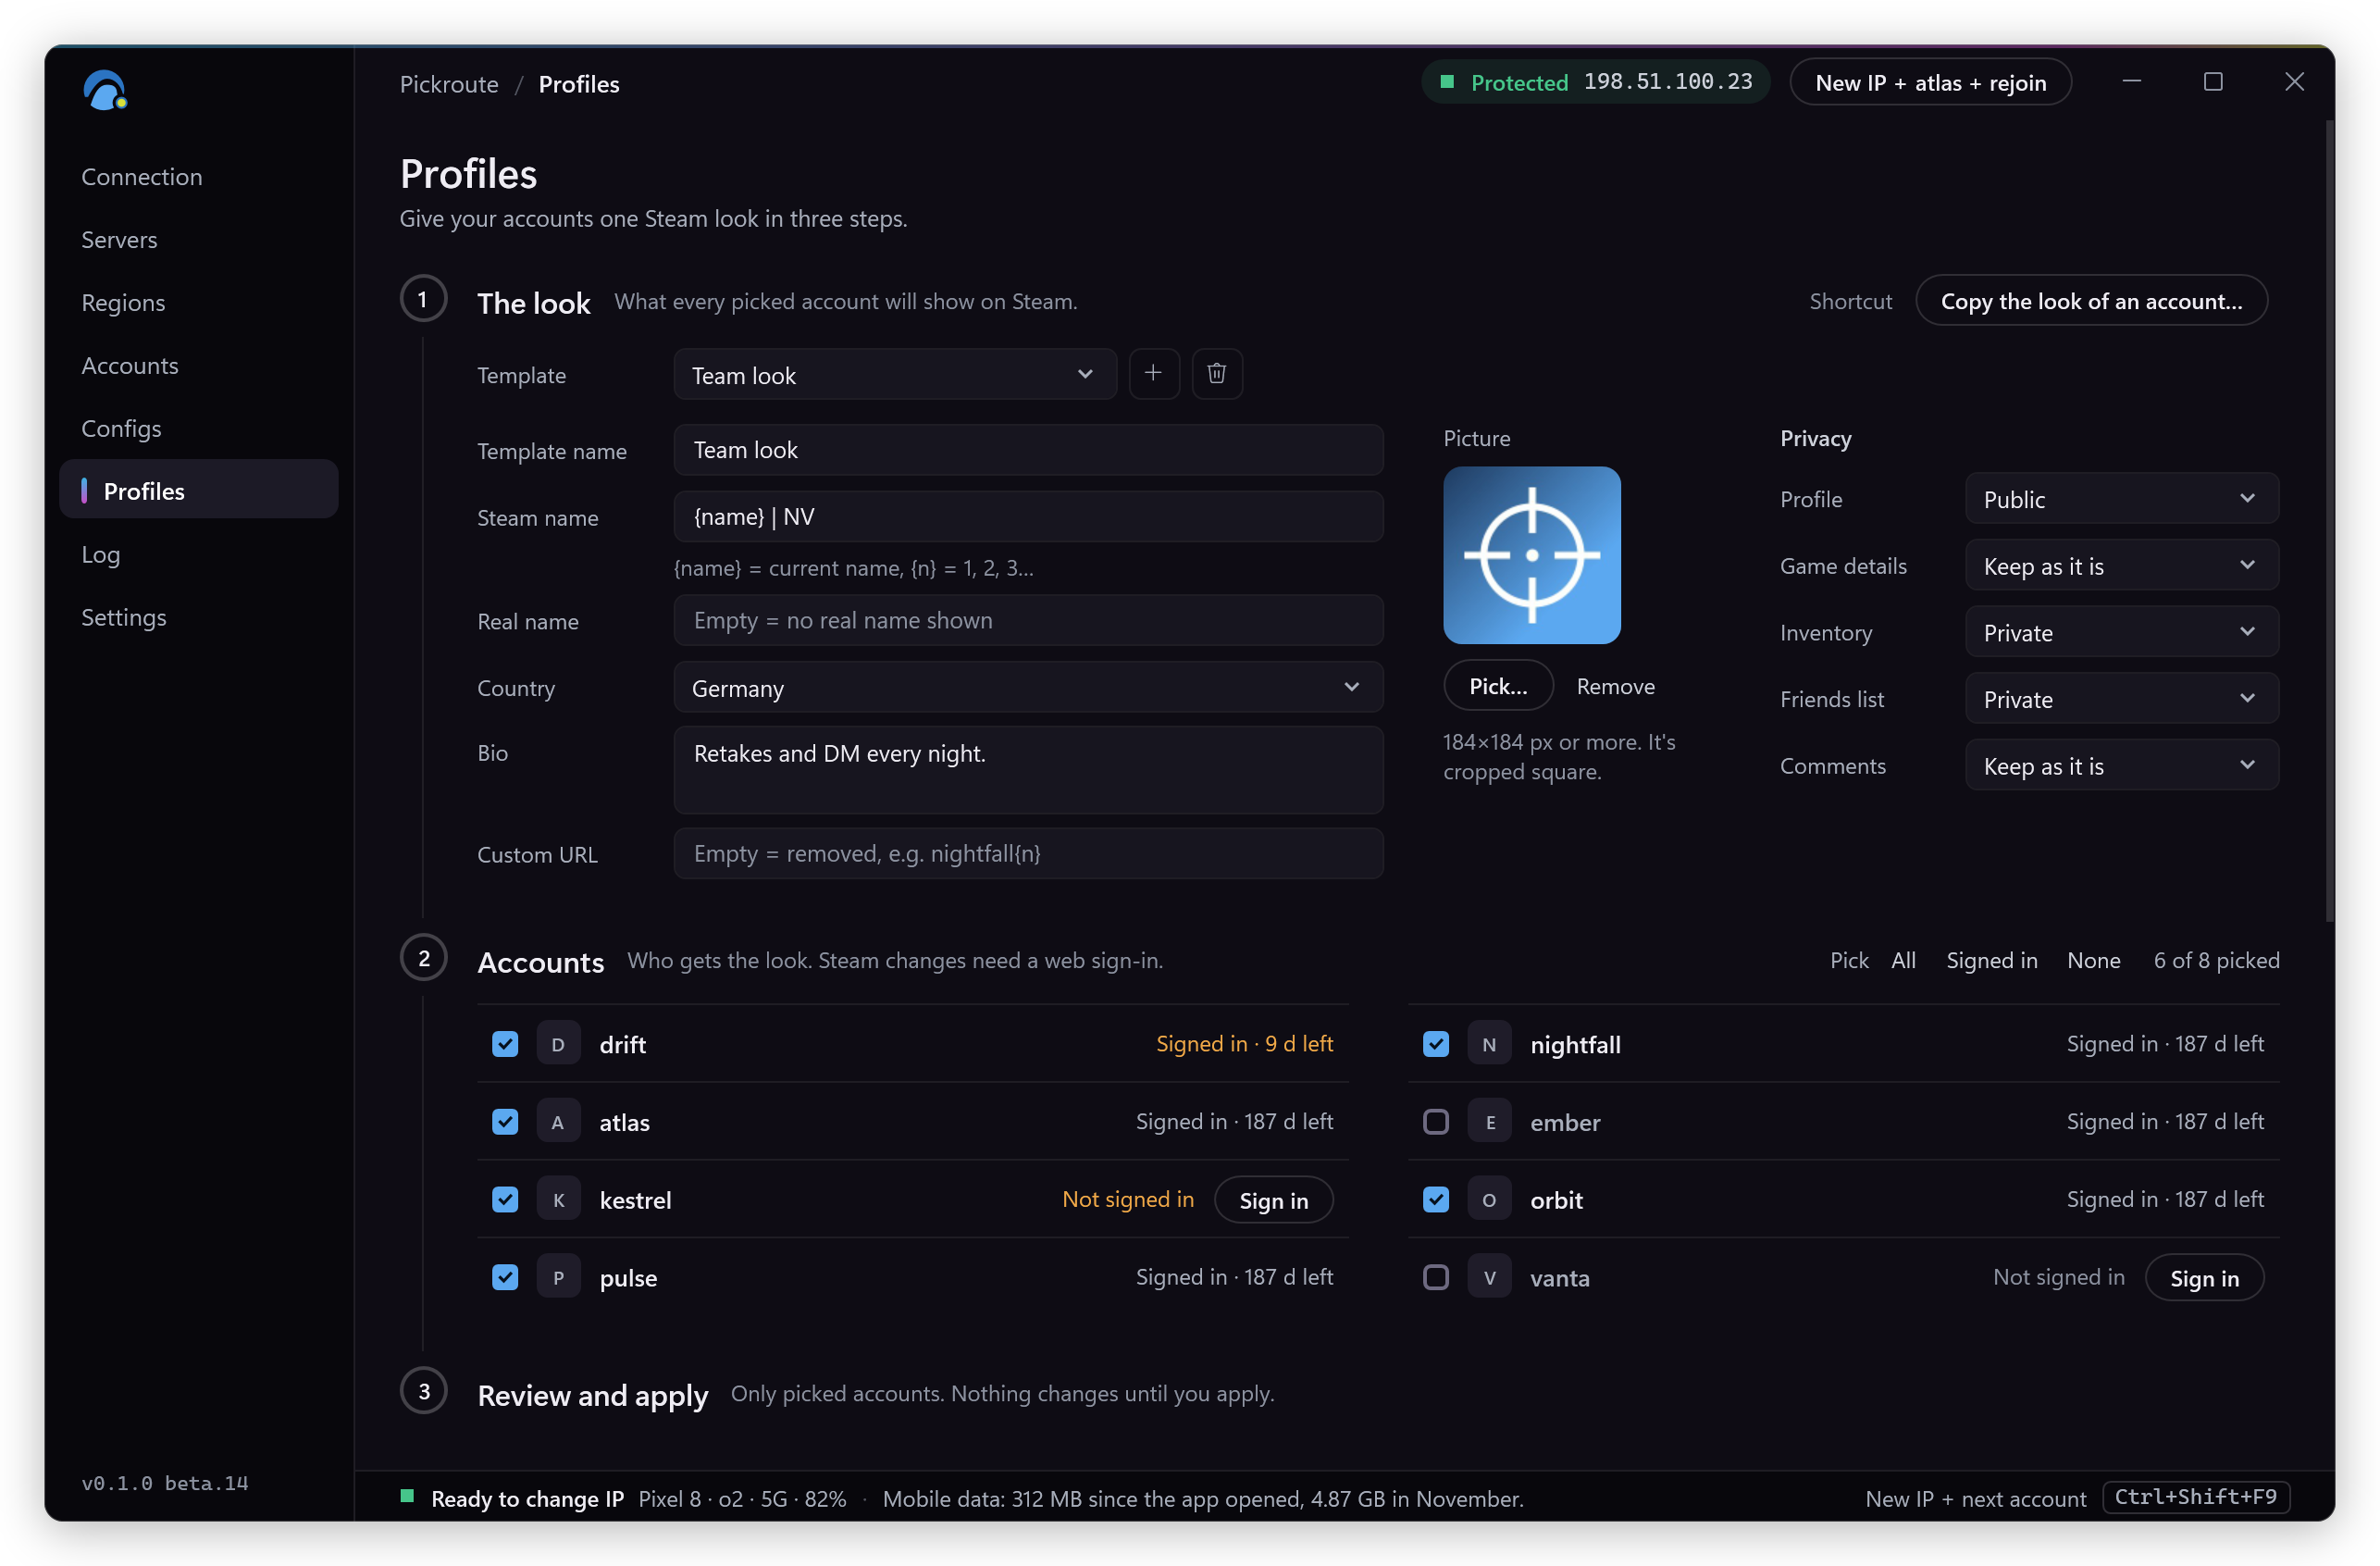 Pickroute / Profiles
Protected 198.51.100.23
New IP + atlas + rejoin
Connection
Servers
Regions
Accounts
Configs
Profiles
Log
Settings
v0.1.0 beta.14
Profiles
Give your accounts one Steam look in three steps.
1 The look What every picked account will show on Steam.
Shortcut Copy the look of an account...
Template Team look
Template name Team look
Steam name {name} | NV
{name} = current name, {n} = 1, 2, 3...
Real name Empty = no real name shown
Country Germany
Bio Retakes and DM every night.
Custom URL Empty = removed, e.g. nightfall{n}
Picture
Pick... Remove
184×184 px or more. It's
cropped square.
Privacy
Profile Public
Game details Keep as it is
Inventory Private
Friends list Private
Comments Keep as it is
2 Accounts Who gets the look. Steam changes need a web sign-in.
Pick All Signed in None 6 of 8 picked
D drift Signed in · 9 d left
N nightfall Signed in · 187 d left
A atlas Signed in · 187 d left
E ember Signed in · 187 d left
K kestrel Not signed in Sign in
O orbit Signed in · 187 d left
P pulse Signed in · 187 d left
V vanta Not signed in Sign in
3 Review and apply Only picked accounts. Nothing changes until you apply.
Ready to change IP Pixel 8 · o2 · 5G · 82% · Mobile data: 312 MB since the app opened, 4.87 GB in November.
New IP + next account Ctrl+Shift+F9